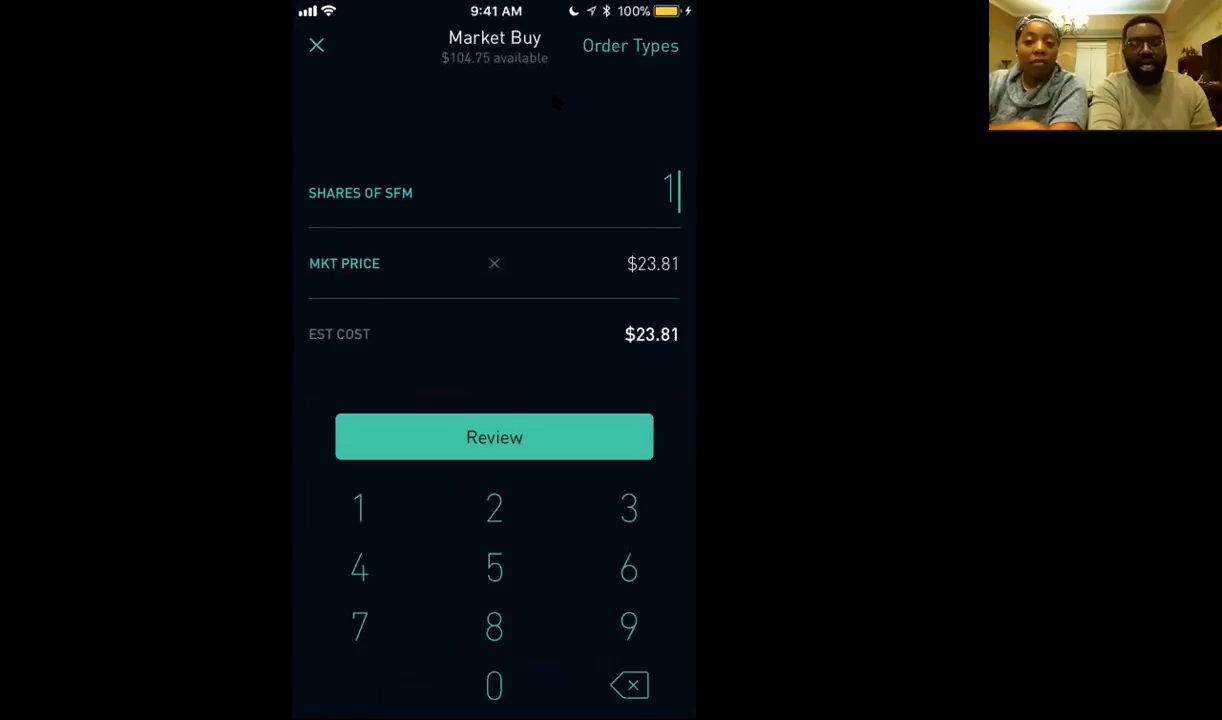 9:41 AM
100%
Market Buy
$104.75 available
Order Types
SHARES OF SFM
1
MKT PRICE
$23.81
EST COST
$23.81
Review
1 2 3
4 5 6
7 8 9
0